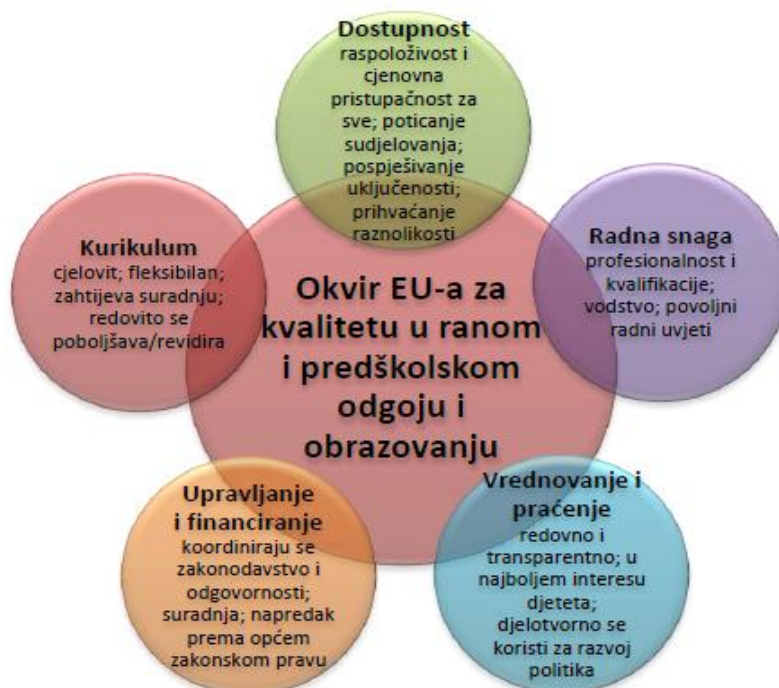 Dostupnost
raspoloživost i
cjenovna
pristupačnost za
sve; poticanje
sudjelovanja;
pospješivanje
uključenosti;
prihvaćanje
raznolikosti
Kurikulum
cjelovit; fleksibilan;
zahtijeva suradnju;
redovito se
poboljšava/revidira
Okvir EU-a za
kvalitetu u ranom
i predškolskom
odgoju i
obrazovanju
Radna snaga
profesionalnost i
kvalifikacije;
vodstvo; povoljni
radni uvjeti
Upravljanje
i financiranje
koordiniraju se
zakonodavstvo i
odgovornosti;
suradnja; napredak
prema općem
zakonskom pravu
Vrednovanje i
praćenje
redovno i
transparentno; u
najboljem interesu
djeteta;
djelotvorno se
koristi za razvoj
politika